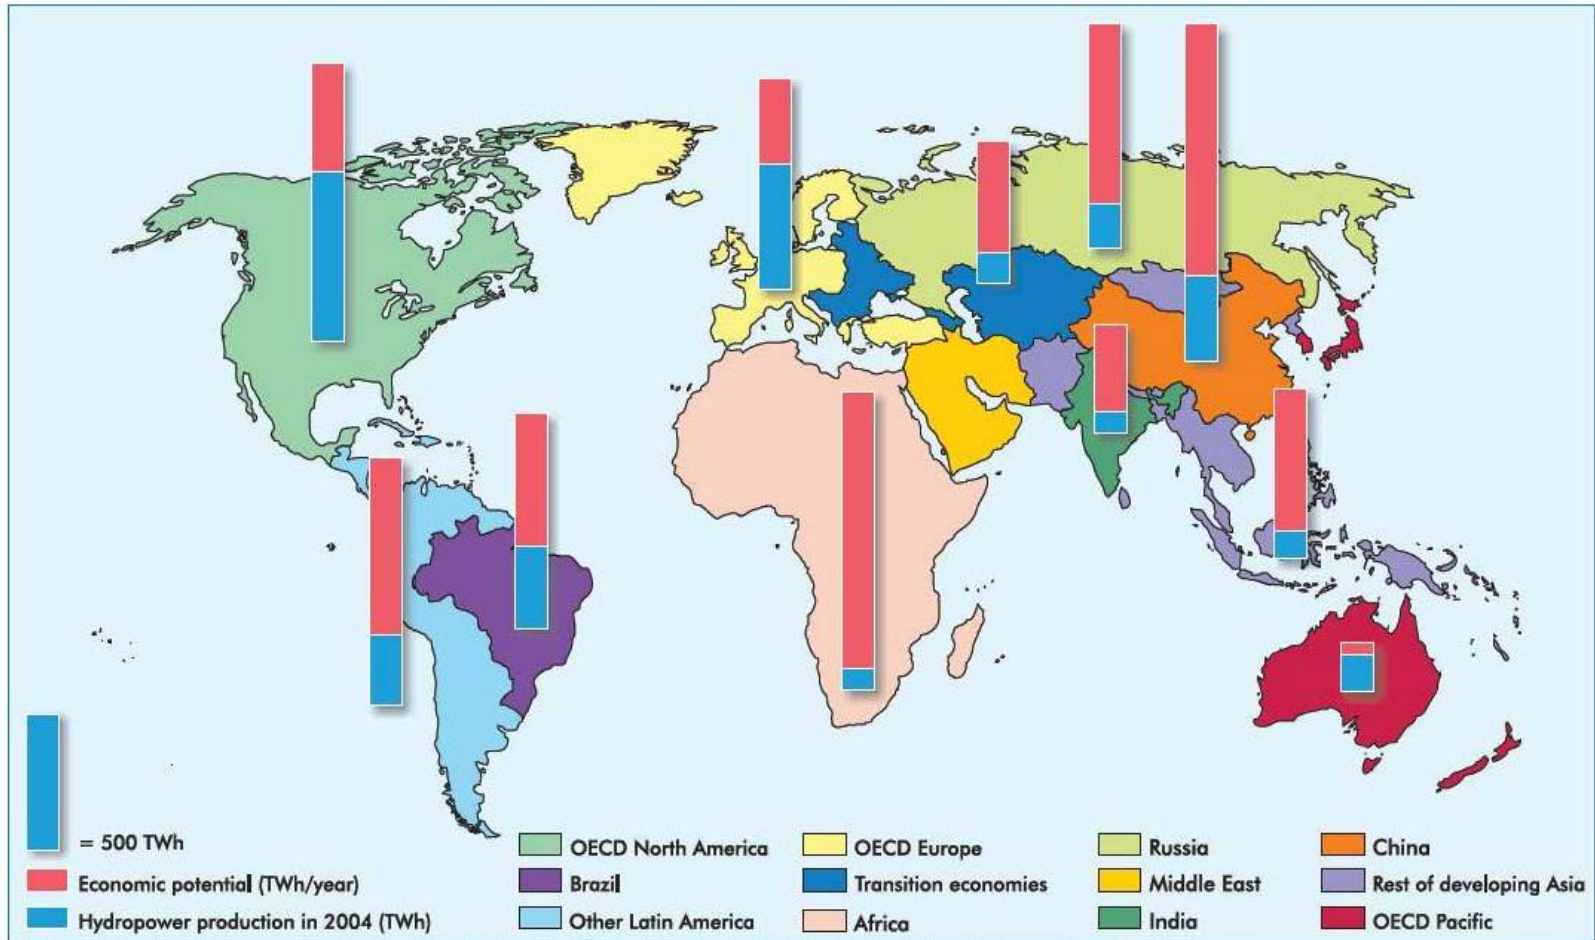 = 500 TWh
Economic potential (TWh/year)
Hydropower production in 2004 (TWh)
OECD North America
Brazil
Other Latin America
OECD Europe
Transition economies
Africa
Russia
Middle East
India
China
Rest of developing Asia
OECD Pacific